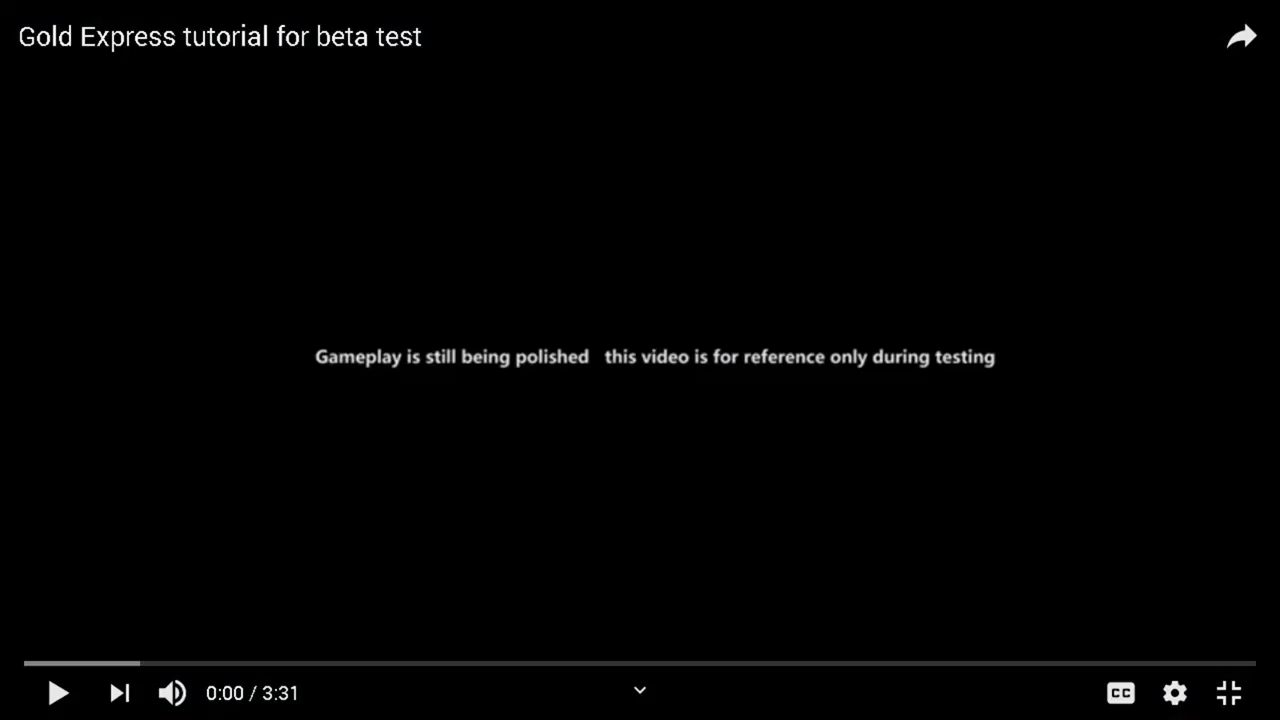 Gold Express tutorial for beta test
Gameplay is still being polished this video is for reference only during testing
0:00 / 3:31
CC